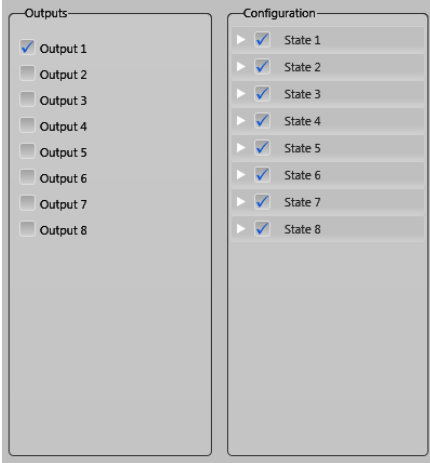 Outputs
Output 1
Output 2
Output 3
Output 4
Output 5
Output 6
Output 7
Output 8
Configuration
State 1
State 2
State 3
State 4
State 5
State 6
State 7
State 8